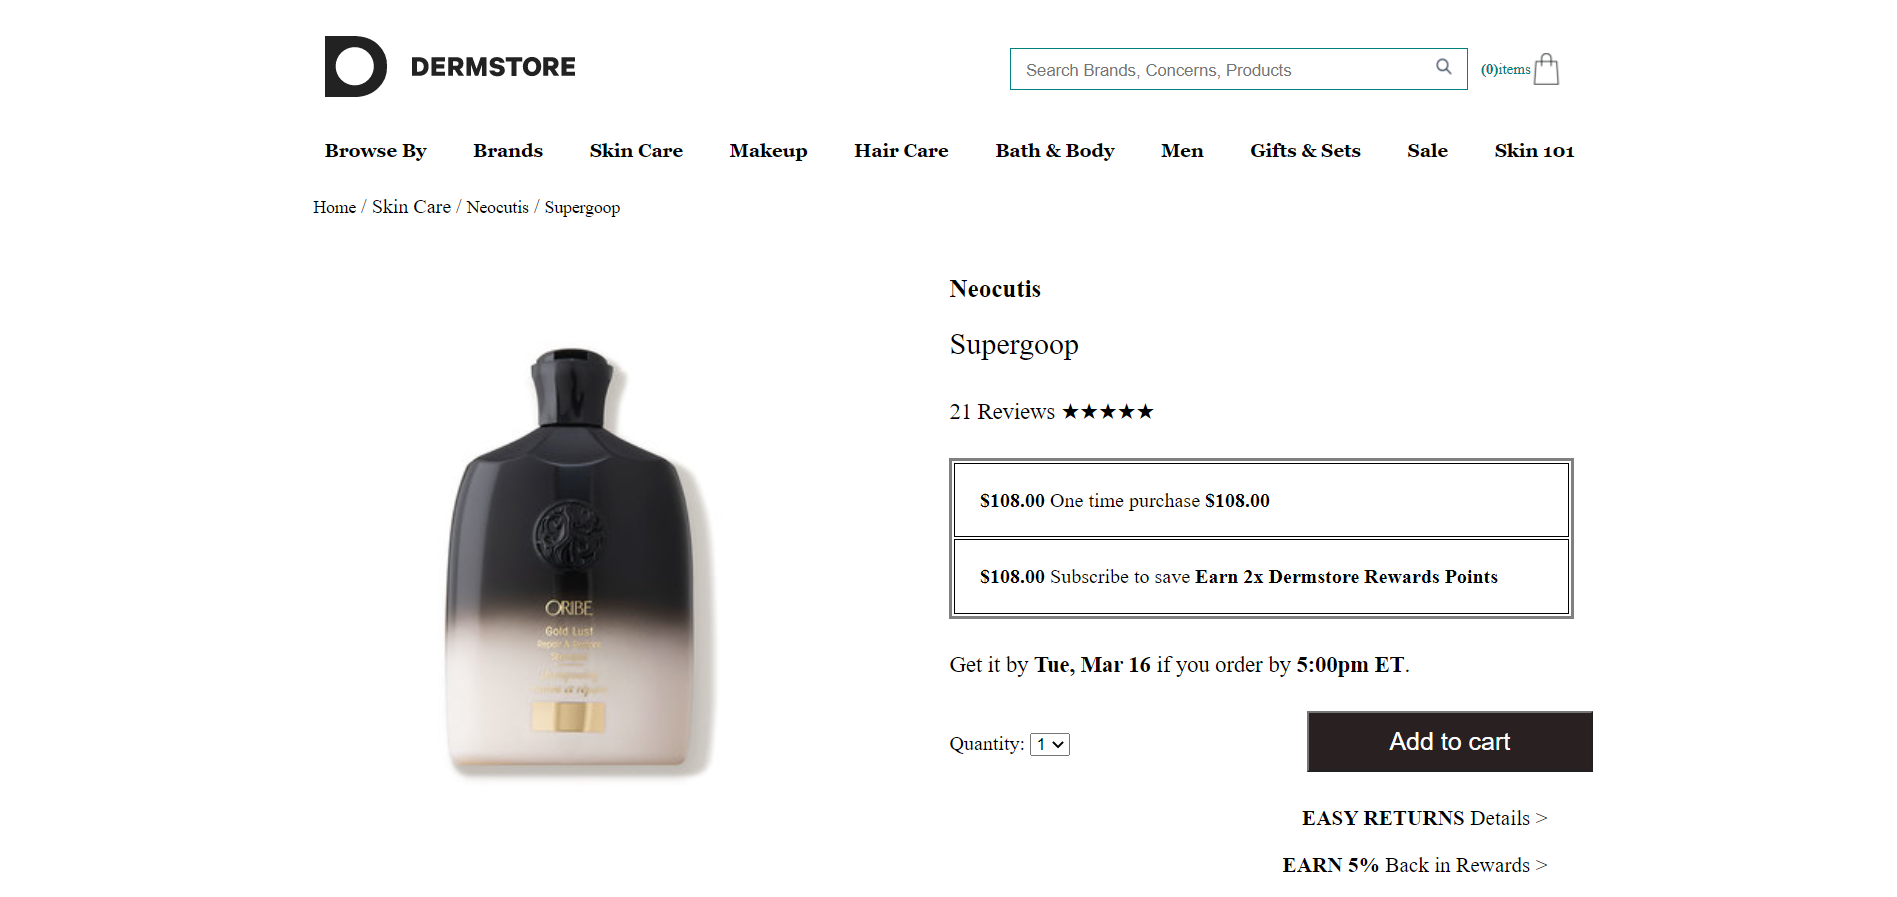 DERMSTORE
Search Brands, Concerns, Products
(0)items
Browse By Brands Skin Care Makeup Hair Care Bath & Body Men Gifts & Sets Sale Skin 101
Home / Skin Care / Neocutis / Supergoop
Neocutis
Supergoop
21 Reviews ★★★★★
$108.00 One time purchase $108.00
$108.00 Subscribe to save Earn 2x Dermstore Rewards Points
Get it by Tue, Mar 16 if you order by 5:00pm ET.
Quantity: 1
Add to cart
EASY RETURNS Details >
EARN 5% Back in Rewards >
ORIBE
Gold Lust
Repair & Restore